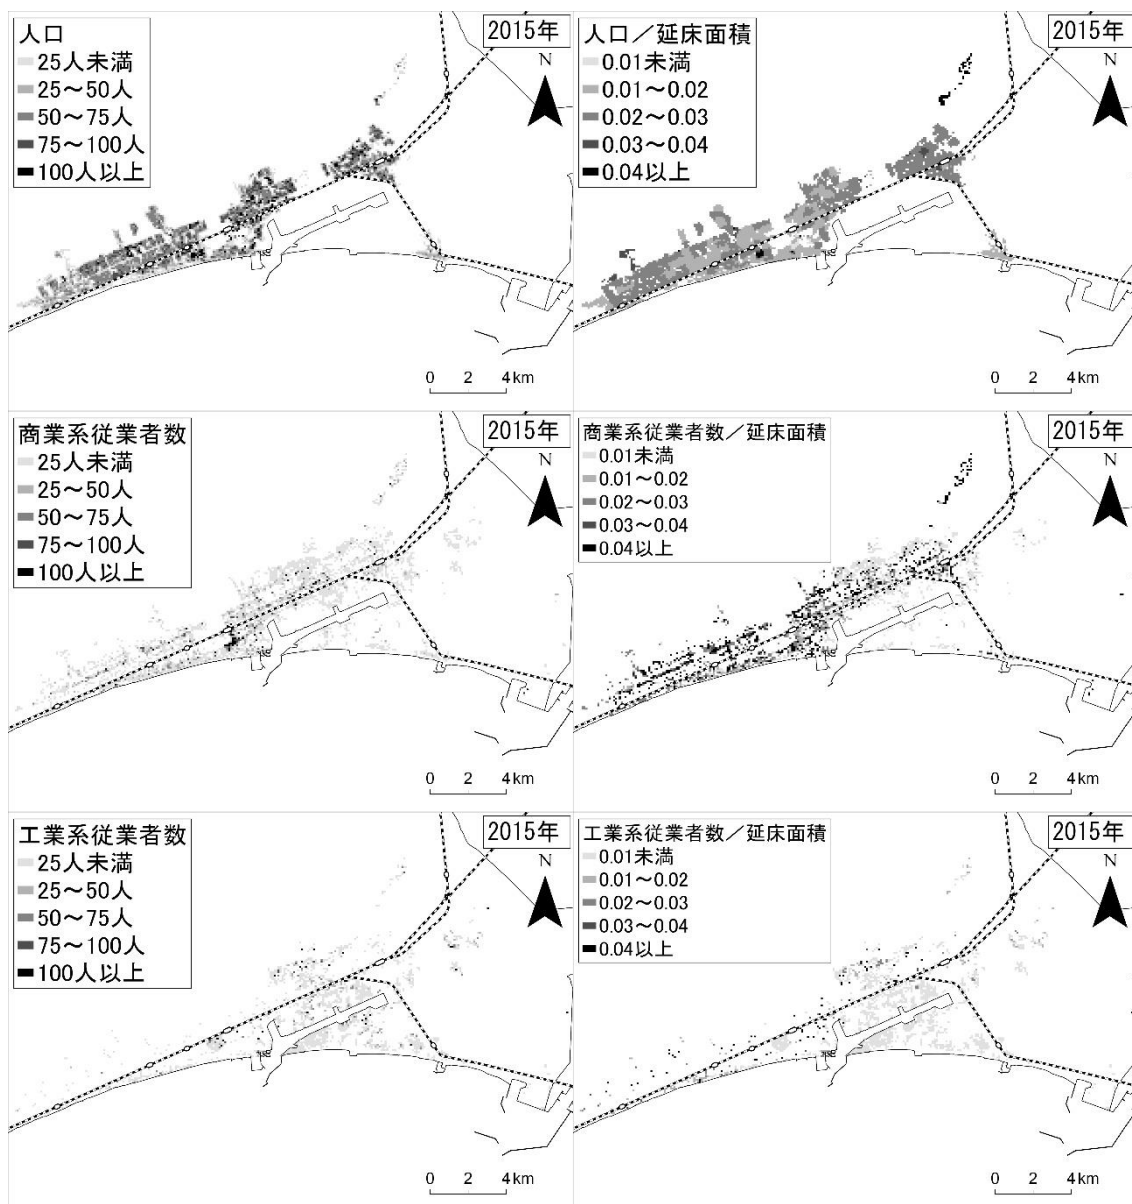 人口
25人未満
25～50人
50～75人
75～100人
100人以上
2015年
N
0 2 4km
人口／延床面積
0.01未満
0.01～0.02
0.02～0.03
0.03～0.04
0.04以上
2015年
N
0 2 4km
商業系従業者数
25人未満
25～50人
50～75人
75～100人
100人以上
2015年
N
0 2 4km
商業系従業者数／延床面積
0.01未満
0.01～0.02
0.02～0.03
0.03～0.04
0.04以上
2015年
N
0 2 4km
工業系従業者数
25人未満
25～50人
50～75人
75～100人
100人以上
2015年
N
0 2 4km
工業系従業者数／延床面積
0.01未満
0.01～0.02
0.02～0.03
0.03～0.04
0.04以上
2015年
N
0 2 4km